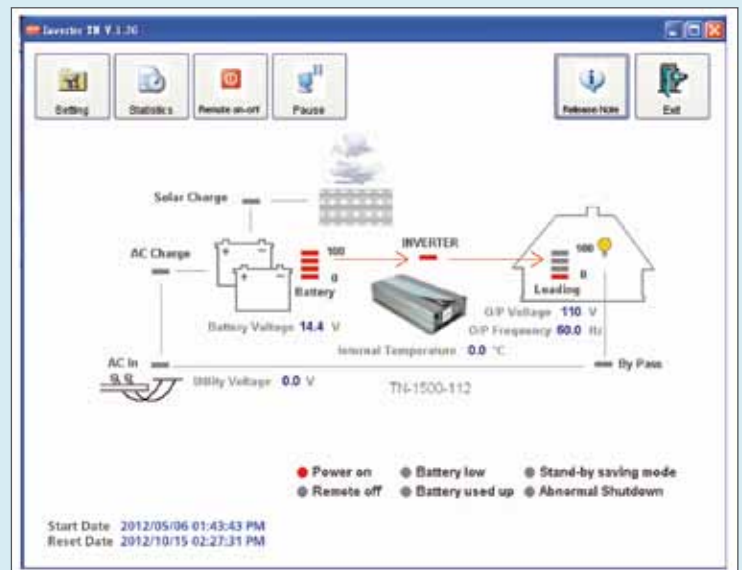 Inverter TN V.1.36
Setting
Statistics
Remote on-off
Pause
Release Note
Exit
Solar Charge
AC Charge
100
0
Battery
INVERTER
100
0
Loading
Battery Voltage 14.4 V
O/P Voltage 110 V
O/P Frequency 60.0 Hz
Internal Temperature 0.0 °C
AC In
By Pass
Utility Voltage 0.0 V
TN-1500-112
Power on
Battery low
Stand-by saving mode
Remote off
Battery used up
Abnormal Shutdown
Start Date 2012/05/06 01:43:43 PM
Reset Date 2012/10/15 02:27:31 PM